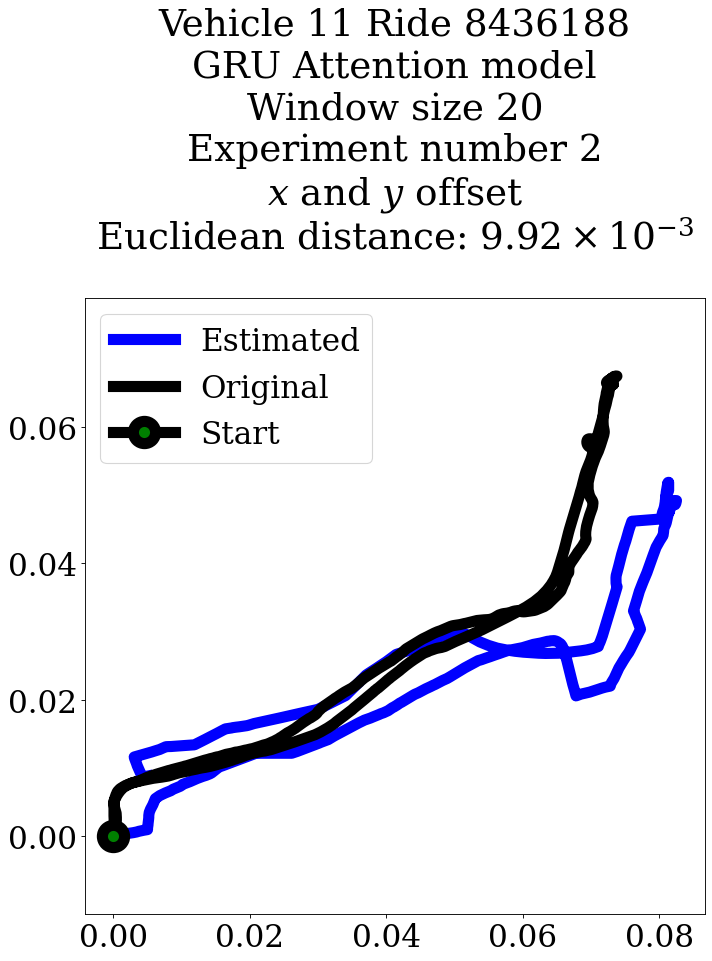 Vehicle 11 Ride 8436188
GRU Attention model
Window size 20
Experiment number 2
x and y offset
Euclidean distance: 9.92 × 10⁻³
Estimated
Original
Start
0.06
0.04
0.02
0.00
0.00 0.02 0.04 0.06 0.08